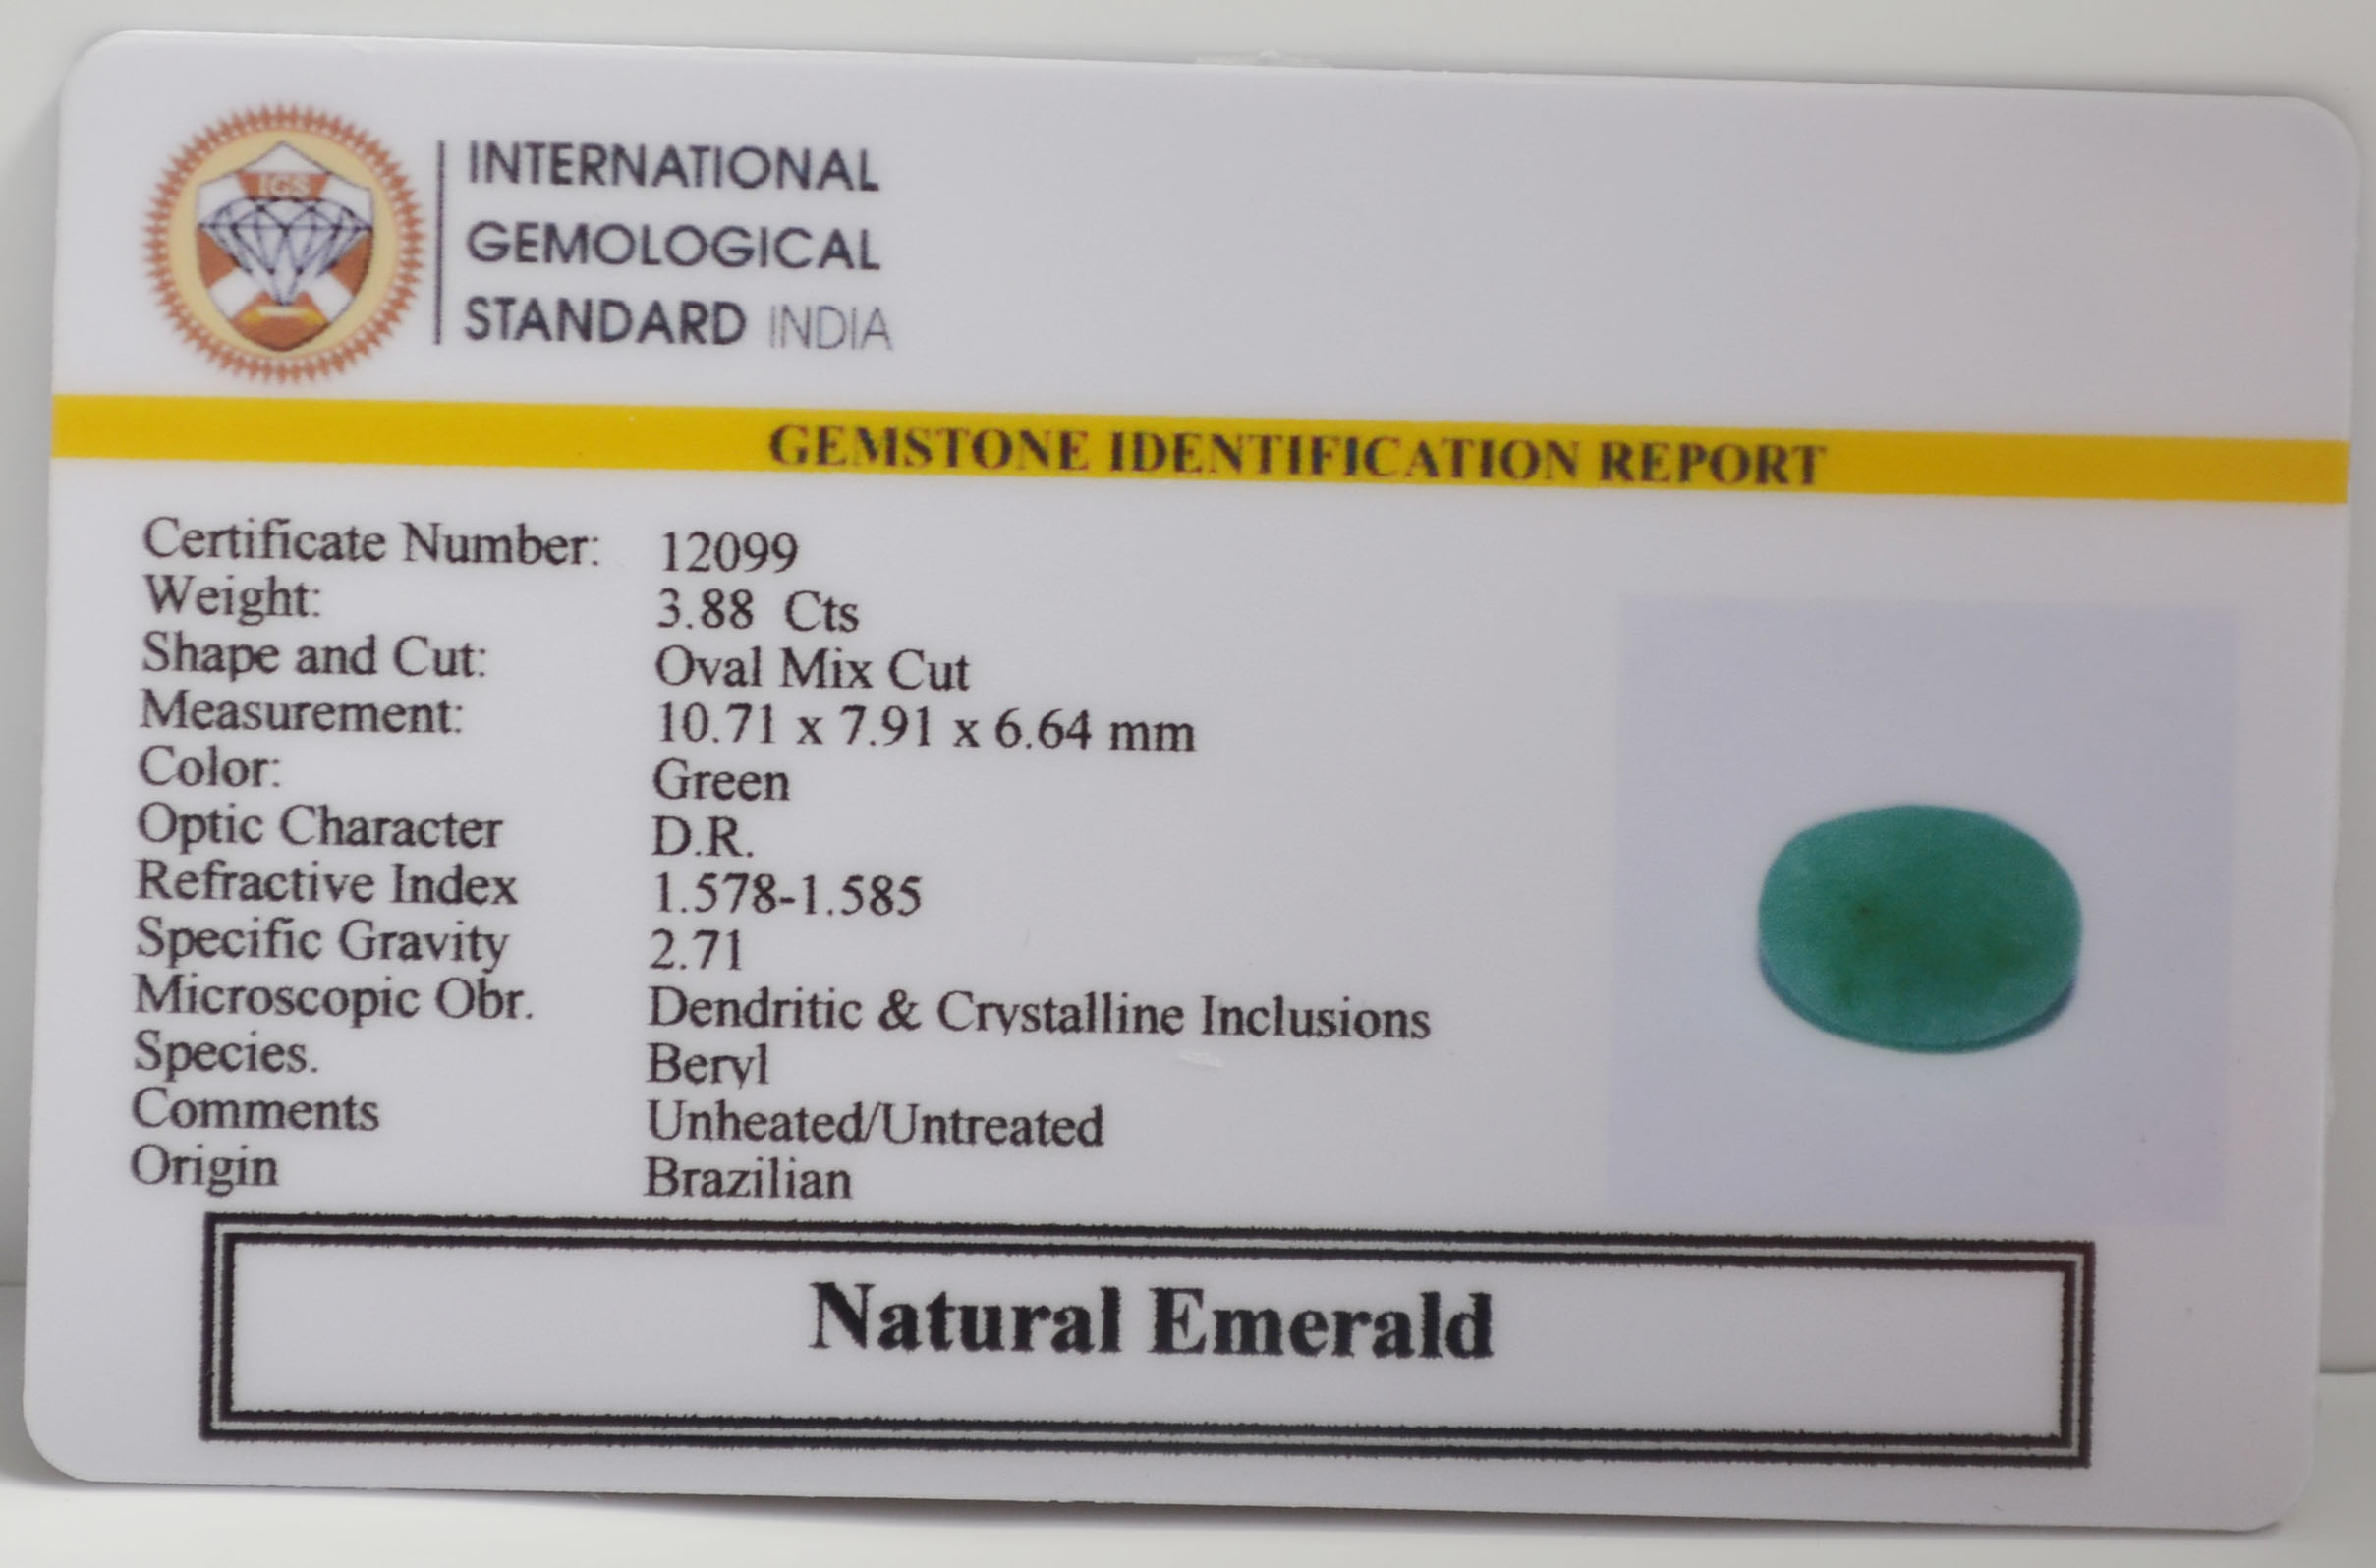 IGS
INTERNATIONAL
GEMOLOGICAL
STANDARD INDIA
GEMSTONE IDENTIFICATION REPORT
Certificate Number: 12099
Weight: 3.88 Cts
Shape and Cut: Oval Mix Cut
Measurement: 10.71 x 7.91 x 6.64 mm
Color: Green
Optic Character D.R.
Refractive Index 1.578-1.585
Specific Gravity 2.71
Microscopic Obr. Dendritic & Crystalline Inclusions
Species. Beryl
Comments Unheated/Untreated
Origin Brazilian
Natural Emerald